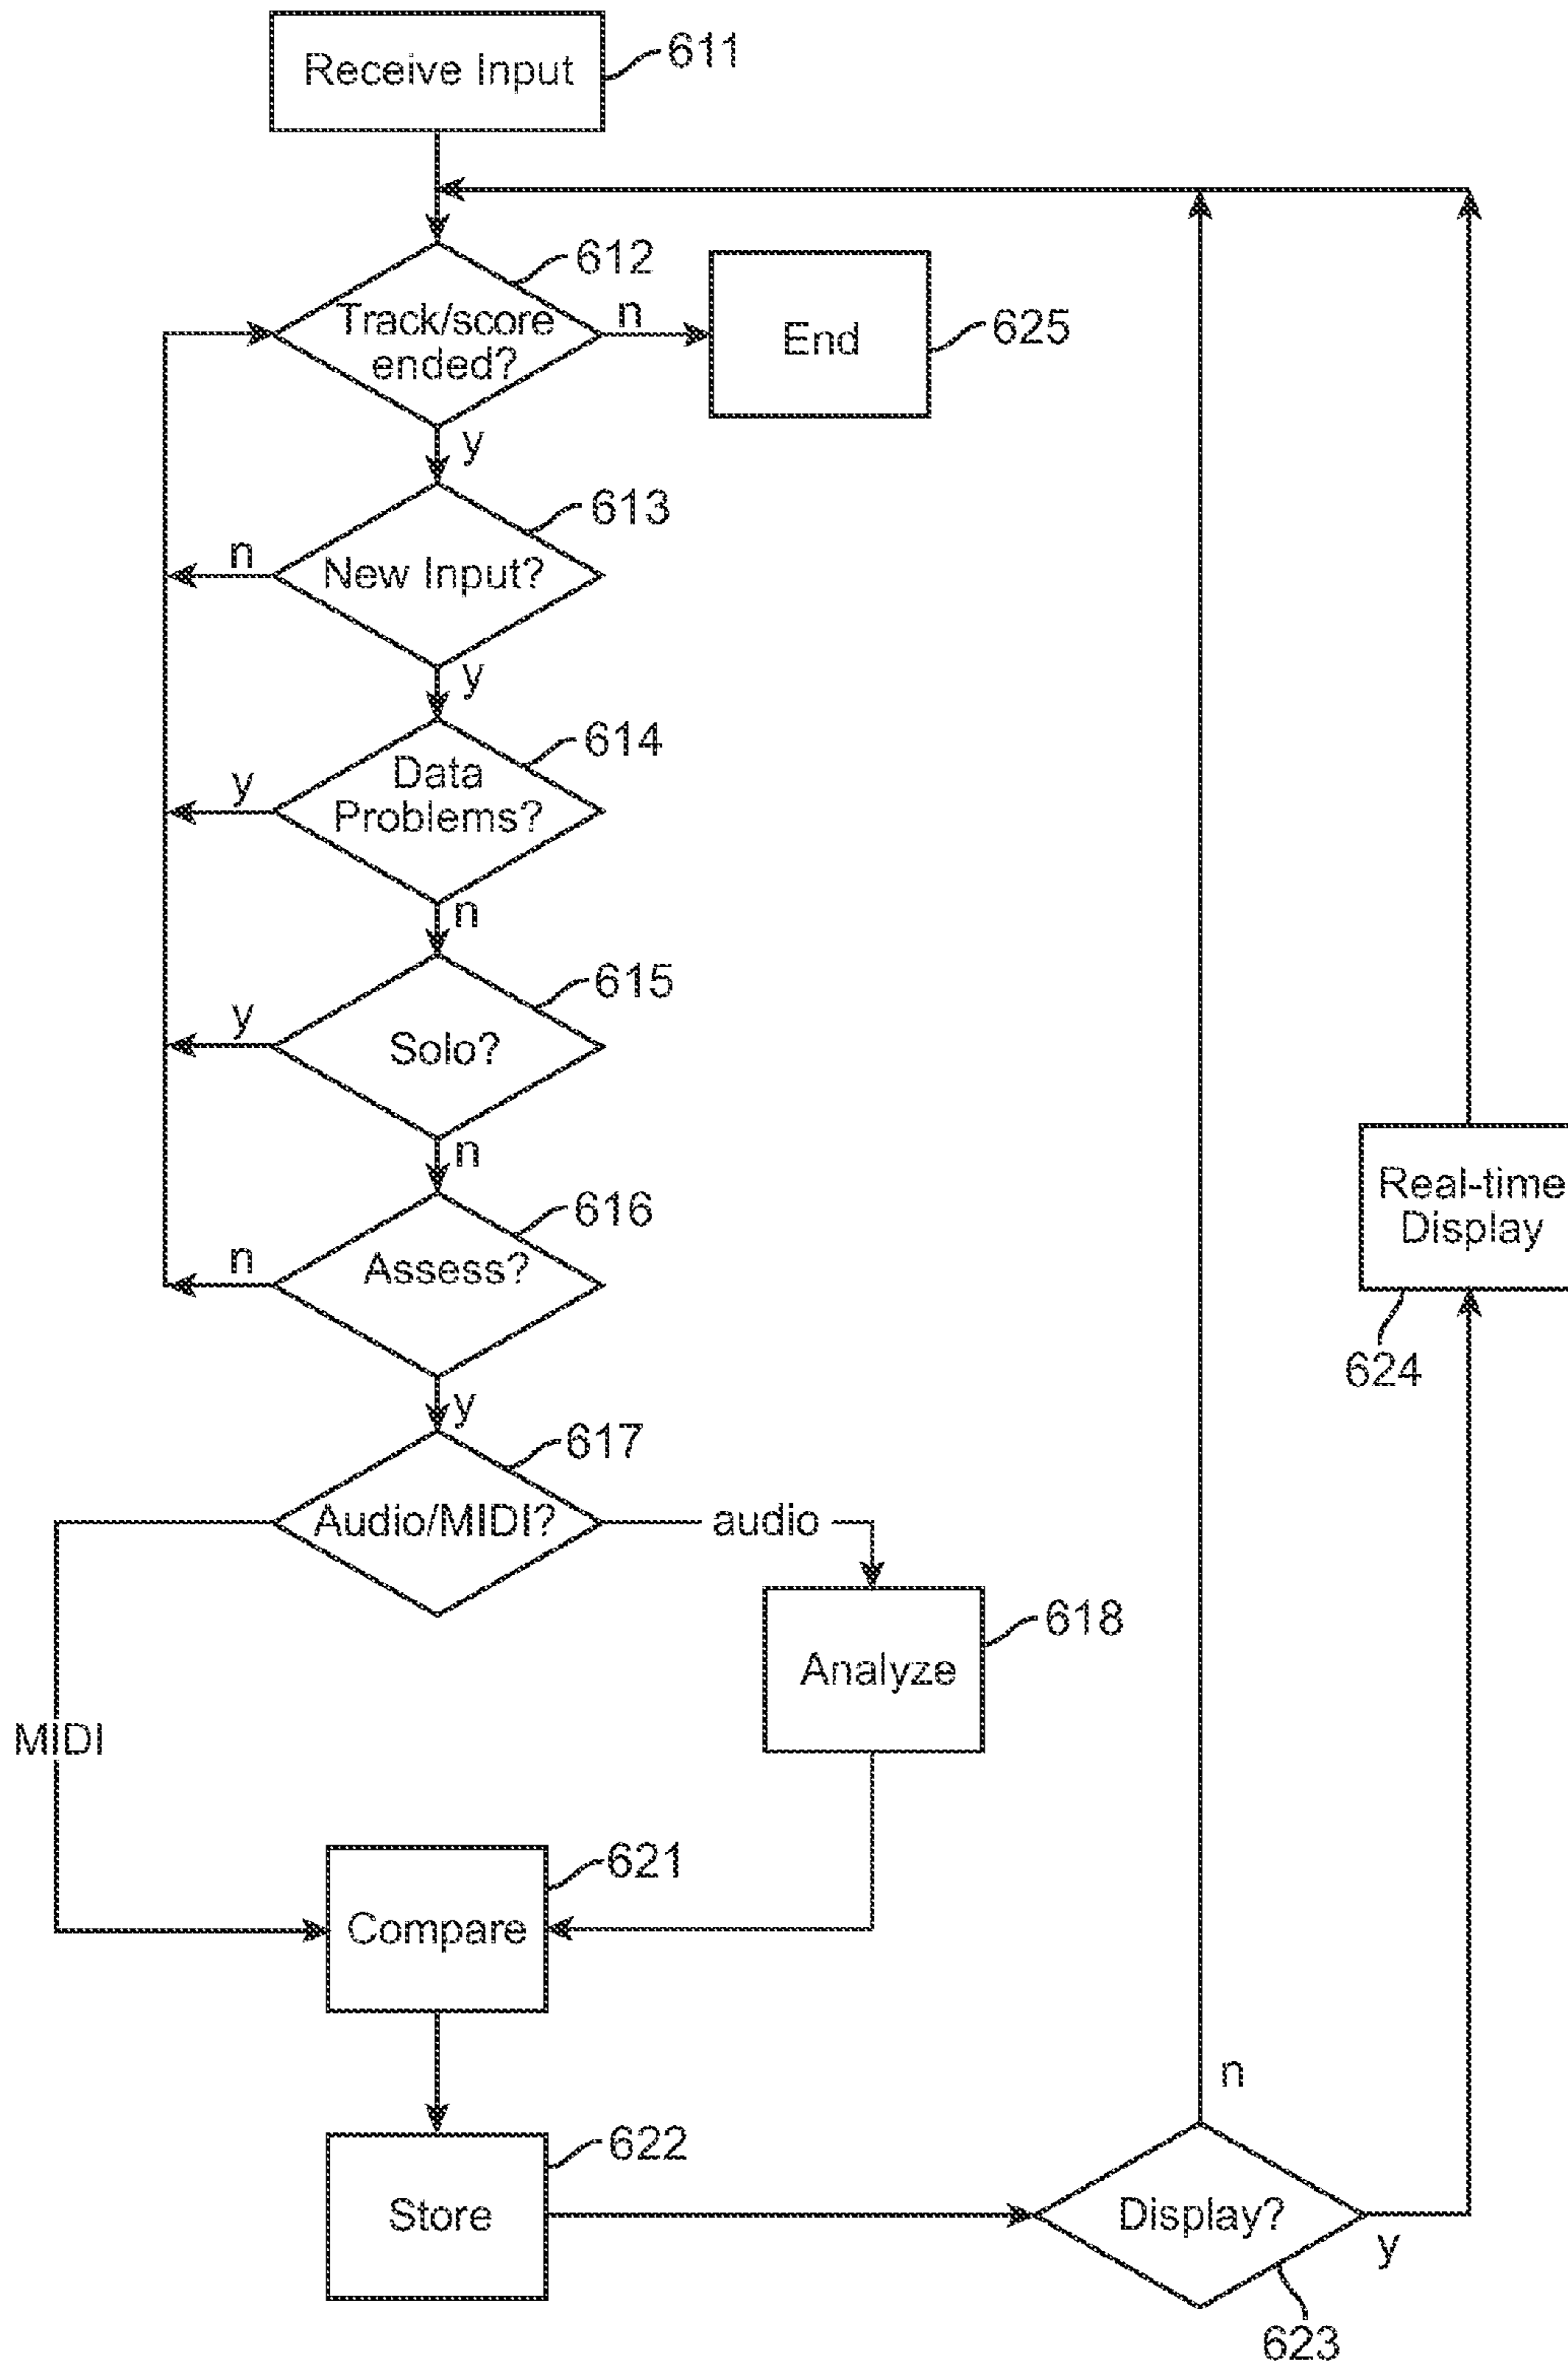 Receive Input
611
612
Track/score
ended?
n
End
625
y
613
New Input?
n
y
614
Data
Problems?
y
n
615
Solo?
y
n
616
Assess?
n
y
617
Audio/MIDI?
audio
618
Analyze
MIDI
621
Compare
622
Store
Display?
n
y
623
Real-time
Display
624